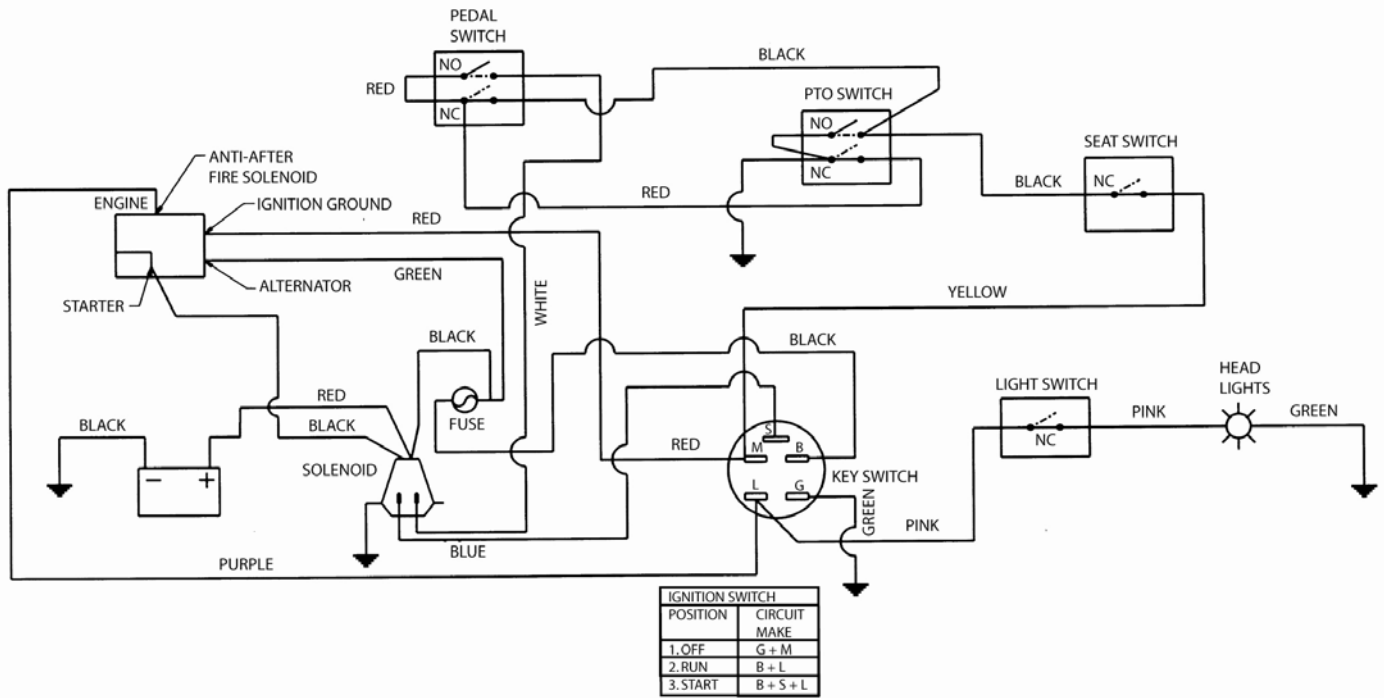 PEDAL
SWITCH
NO
RED
NC
BLACK
PTO SWITCH
NO
NC
SEAT SWITCH
NC
BLACK
RED
ANTI-AFTER
FIRE SOLENOID
ENGINE
IGNITION GROUND
RED
GREEN
ALTERNATOR
STARTER
WHITE
YELLOW
BLACK
BLACK
FUSE
RED
BLACK
BLACK
SOLENOID
- +
RED
S
M B
L G
KEY SWITCH
GREEN
LIGHT SWITCH
NC
PINK
HEAD
LIGHTS
GREEN
PINK
BLUE
PURPLE
IGNITION SWITCH
POSITION CIRCUIT
MAKE
1. OFF G + M
2. RUN B + L
3. START B + S + L